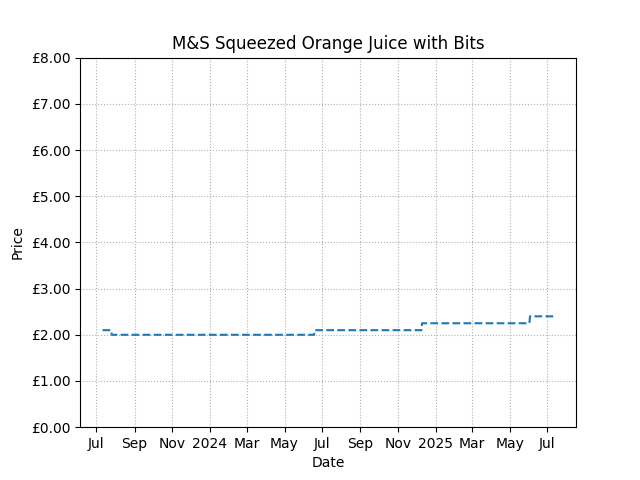 M&S Squeezed Orange Juice with Bits
£8.00
£7.00
£6.00
£5.00
£4.00
£3.00
£2.00
£1.00
£0.00
Price
Jul Sep Nov 2024 Mar May Jul Sep Nov 2025 Mar May Jul
Date